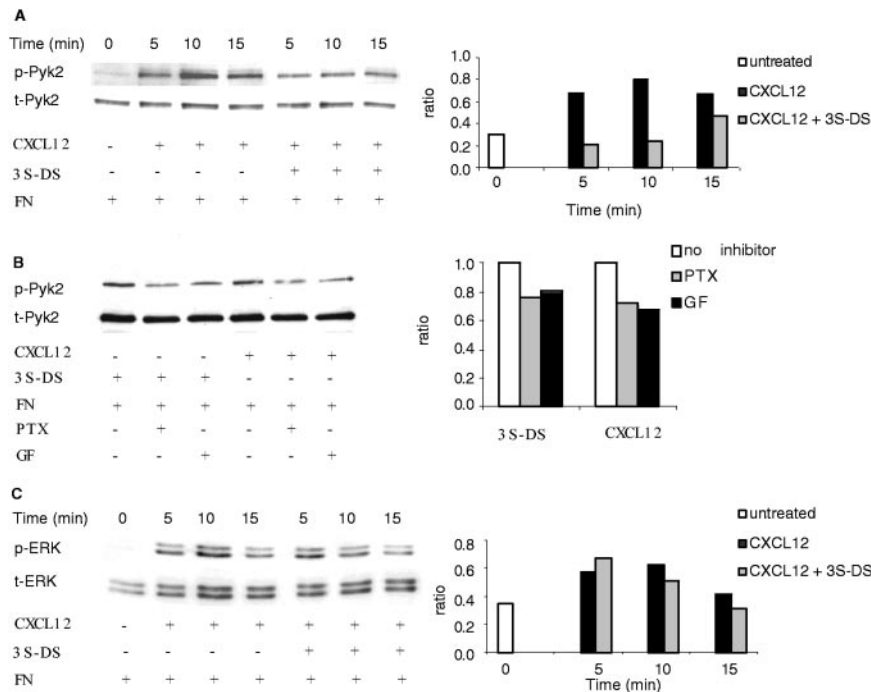 A
Time (min) 0 5 10 15 5 10 15
p-Pyk2
t-Pyk2
CXCL12 - + + + + + +
3S-DS - - - - + + +
FN + + + + + + +
ratio
1.0
0.8
0.6
0.4
0.2
0.0
0 5 10 15
Time (min)
untreated
CXCL12
CXCL12 + 3S-DS
B
p-Pyk2
t-Pyk2
CXCL12 - - - + + +
3S-DS + + + - - -
FN + + + + + +
PTX - + - - + -
GF - - + - - +
ratio
1.0
0.8
0.6
0.4
0.2
0.0
3S-DS CXCL12
no inhibitor
PTX
GF
C
Time (min) 0 5 10 15 5 10 15
p-ERK
t-ERK
CXCL12 - + + + + + +
3S-DS - - - - + + +
FN + + + + + + +
ratio
0.8
0.6
0.4
0.2
0.0
0 5 10 15
Time (min)
untreated
CXCL12
CXCL12 + 3S-DS